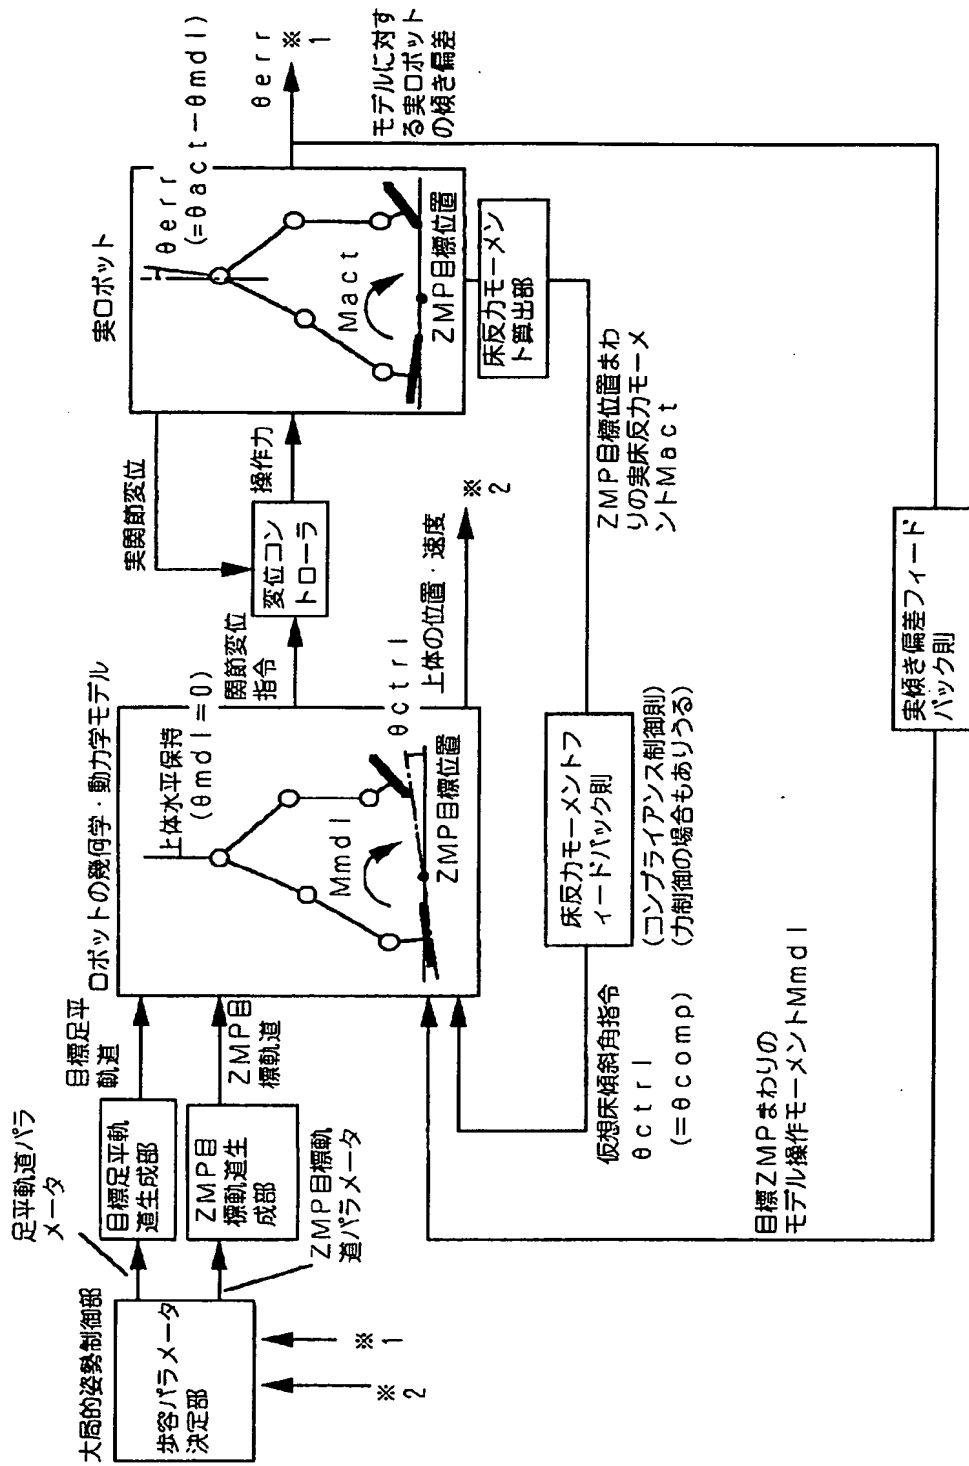 大局的姿勢制御部
歩容パラメータ
決定部
※
1
※
2
足平軌道パラ
メータ
ZMP目標軌
道パラメータ
目標足平軌
道生成部
ZMP目
標軌道生
成部
目標足平
軌道
ZMP目
標軌道
ロボットの幾何学・動力学モデル
上体水平保持
(θmdl=0)
Mmdl
θctrl
ZMP目標位置
関節変位
指令
上体の位置・速度
※
2
変位コン
トローラ
実関節変位
操作力
実ロボット
θerr
(=θact-θmdl)
Mact
ZMP目標位置
θerr
※
1
モデルに対す
る実ロボット
の傾き偏差
床反力モーメン
ト算出部
ZMP目標位置まわ
りの実床反力モーメ
ントMact
床反力モーメントフ
ィードバック則
(コンプライアンス制御則)
(力制御の場合もありうる)
仮想床傾斜角指令
θctrl
(=θcomp)
実傾き偏差フィード
バック則
目標ZMPまわりの
モデル操作モーメントMmdl